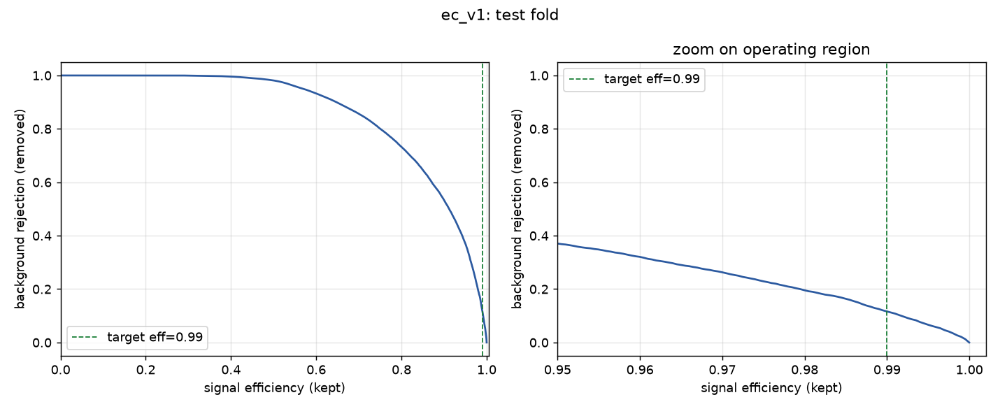 ec_v1: test fold
background rejection (removed)
1.0
0.8
0.6
0.4
0.2
0.0
target eff=0.99
0.0 0.2 0.4 0.6 0.8 1.0
signal efficiency (kept)
zoom on operating region
background rejection (removed)
1.0
0.8
0.6
0.4
0.2
0.0
target eff=0.99
0.95 0.96 0.97 0.98 0.99 1.00
signal efficiency (kept)